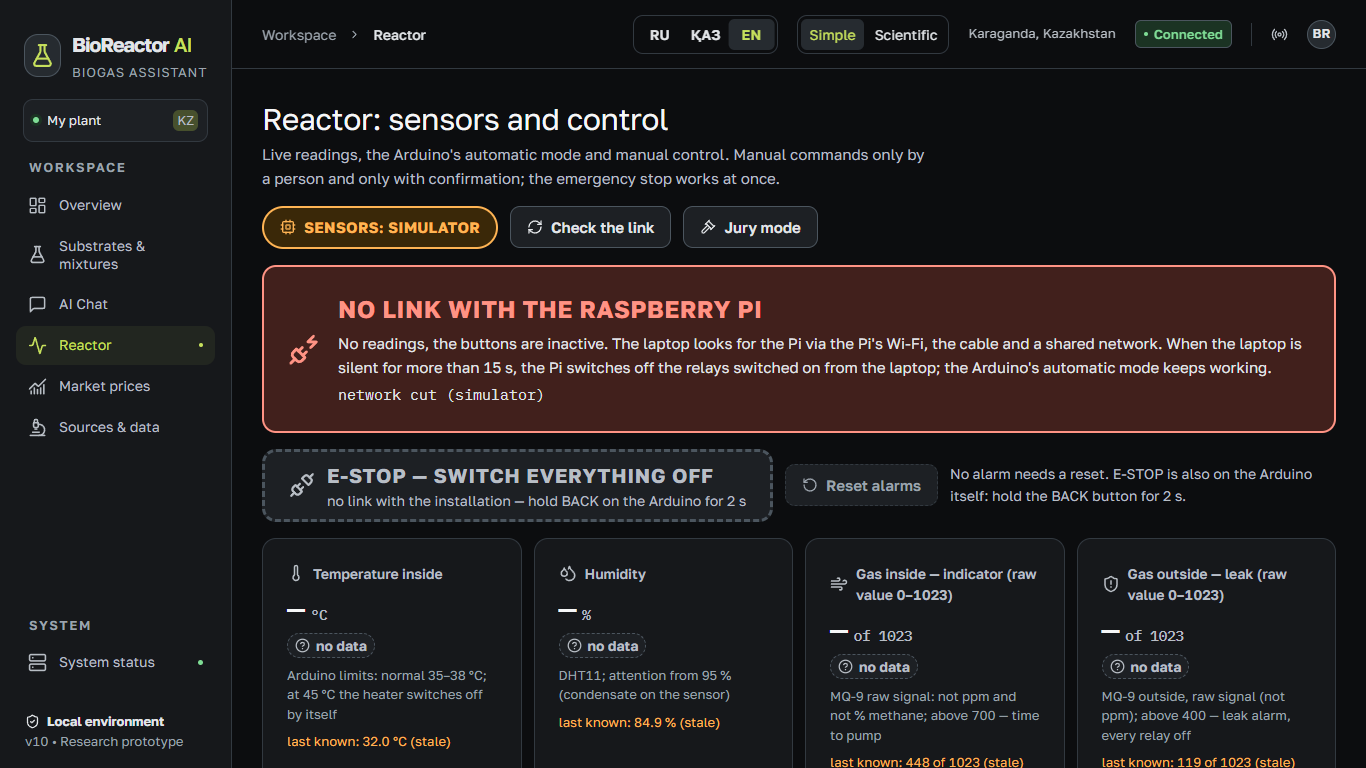 BioReactor AI
BIOGAS ASSISTANT
My plant
KZ
WORKSPACE
Overview
Substrates &
mixtures
AI Chat
Reactor
Market prices
Sources & data
SYSTEM
System status
Local environment
v10 • Research prototype
Workspace › Reactor
RU ҚАЗ EN
Simple Scientific
Karaganda, Kazakhstan
Connected
BR
Reactor: sensors and control
Live readings, the Arduino's automatic mode and manual control. Manual commands only by
a person and only with confirmation; the emergency stop works at once.
SENSORS: SIMULATOR
Check the link
Jury mode
NO LINK WITH THE RASPBERRY PI
No readings, the buttons are inactive. The laptop looks for the Pi via the Pi's Wi-Fi, the cable and a shared network. When the laptop is
silent for more than 15 s, the Pi switches off the relays switched on from the laptop; the Arduino's automatic mode keeps working.
network cut (simulator)
E-STOP — SWITCH EVERYTHING OFF
no link with the installation — hold BACK on the Arduino for 2 s
Reset alarms
No alarm needs a reset. E-STOP is also on the Arduino
itself: hold the BACK button for 2 s.
Temperature inside
— °C
no data
Arduino limits: normal 35–38 °C;
at 45 °C the heater switches off
by itself
last known: 32.0 °C (stale)
Humidity
— %
no data
DHT11; attention from 95 %
(condensate on the sensor)
last known: 84.9 % (stale)
Gas inside — indicator (raw
value 0–1023)
— of 1023
no data
MQ-9 raw signal: not ppm and
not % methane; above 700 — time
to pump
last known: 448 of 1023 (stale)
Gas outside — leak (raw
value 0–1023)
— of 1023
no data
MQ-9 outside, raw signal (not
ppm); above 400 — leak alarm,
every relay off
last known: 119 of 1023 (stale)